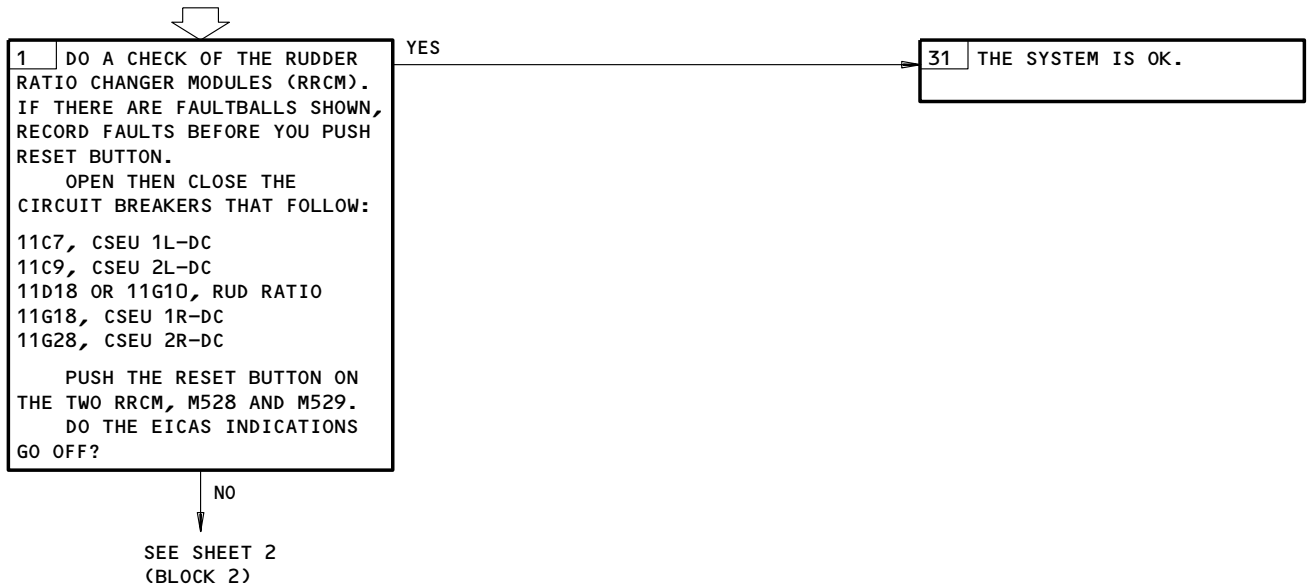 1 DO A CHECK OF THE RUDDER
RATIO CHANGER MODULES (RRCM).
IF THERE ARE FAULTBALLS SHOWN,
RECORD FAULTS BEFORE YOU PUSH
RESET BUTTON.
OPEN THEN CLOSE THE
CIRCUIT BREAKERS THAT FOLLOW:
11C7, CSEU 1L-DC
11C9, CSEU 2L-DC
11D18 OR 11G10, RUD RATIO
11G18, CSEU 1R-DC
11G28, CSEU 2R-DC
PUSH THE RESET BUTTON ON
THE TWO RRCM, M528 AND M529.
DO THE EICAS INDICATIONS
GO OFF?
YES
31 THE SYSTEM IS OK.
NO
SEE SHEET 2
(BLOCK 2)